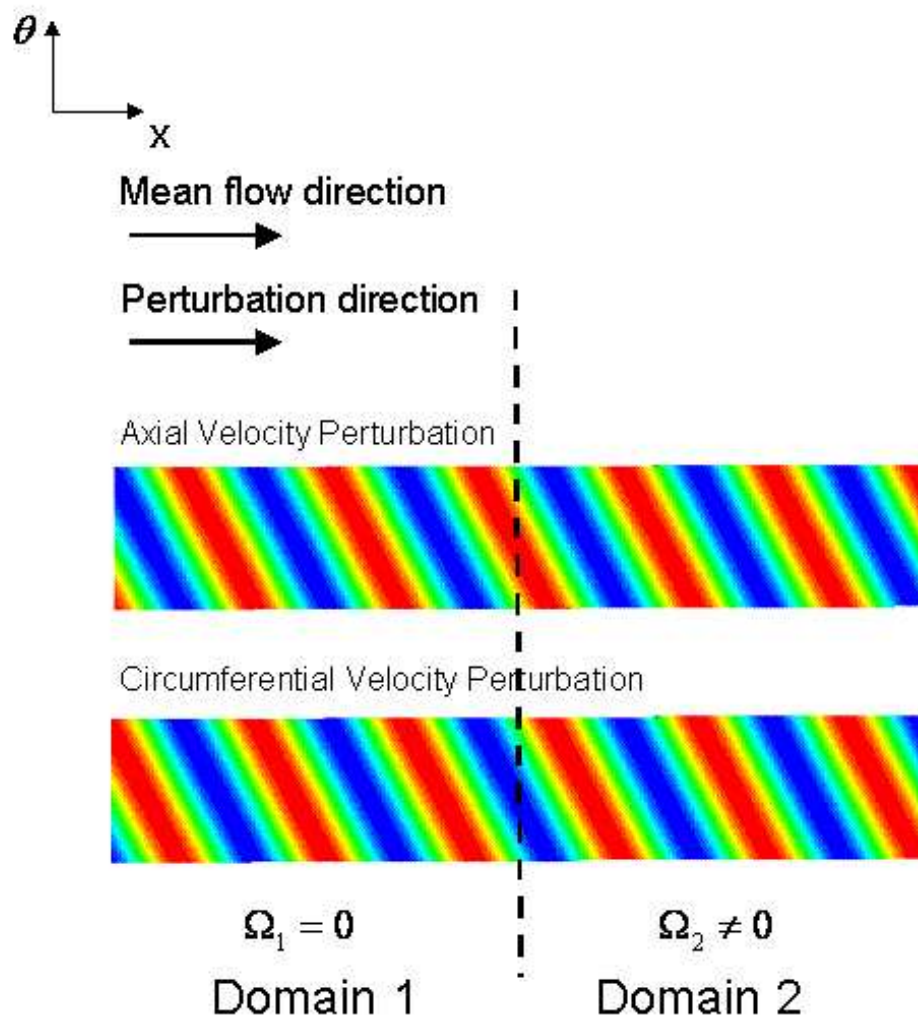 θ
x
Mean flow direction
Perturbation direction
Axial Velocity Perturbation
Circumferential Velocity Perturbation
Ω₁ = 0
Ω₂ ≠ 0
Domain 1
Domain 2